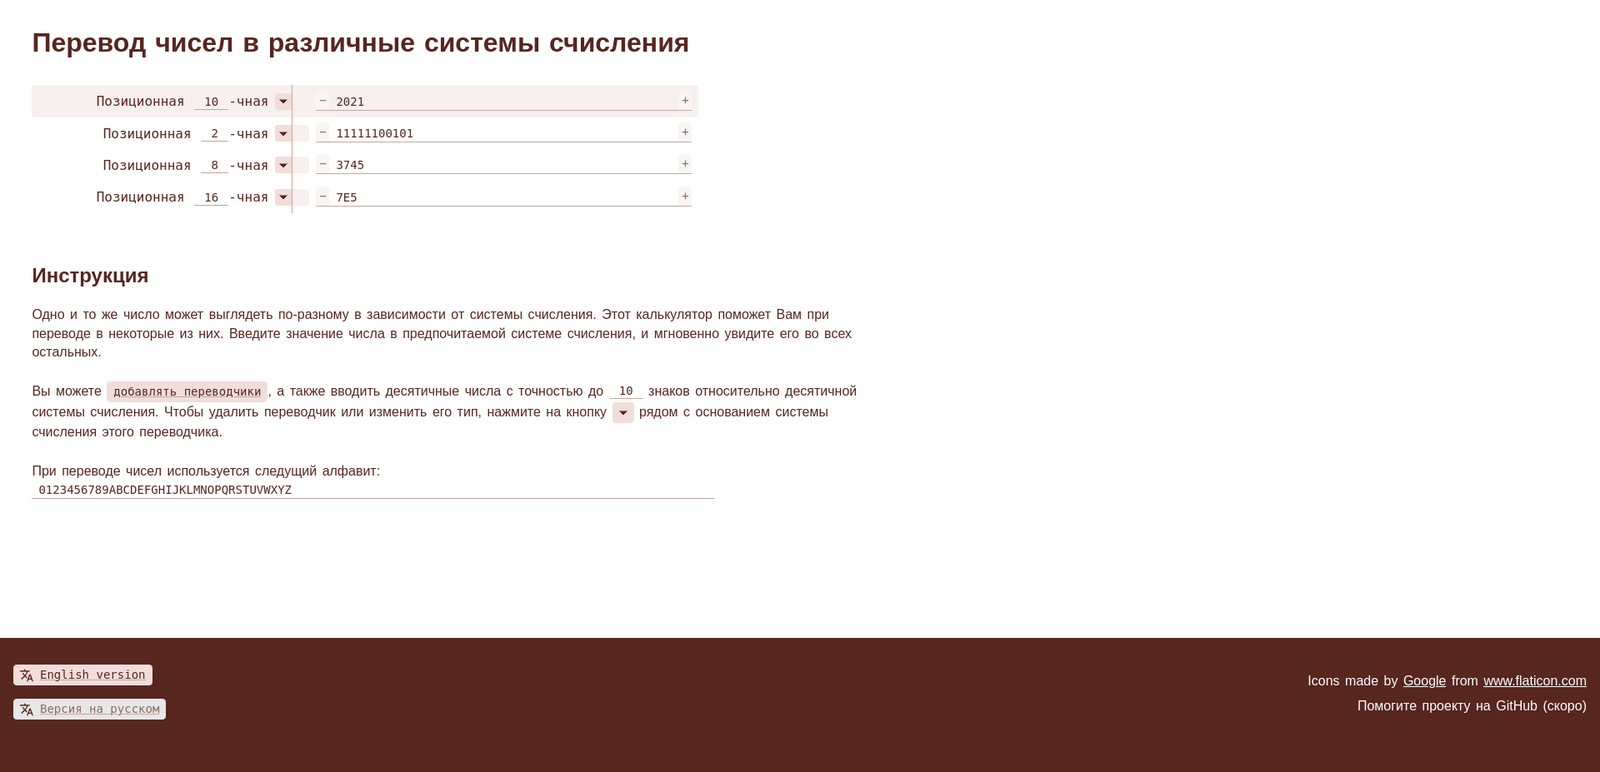 Перевод чисел в различные системы счисления
Позиционная 10 -чная − 2021 +
Позиционная 2 -чная − 11111100101 +
Позиционная 8 -чная − 3745 +
Позиционная 16 -чная − 7E5 +
Инструкция
Одно и то же число может выглядеть по-разному в зависимости от системы счисления. Этот калькулятор поможет Вам при
переводе в некоторые из них. Введите значение числа в предпочитаемой системе счисления, и мгновенно увидите его во всех
остальных.
Вы можете добавлять переводчики, а также вводить десятичные числа с точностью до 10 знаков относительно десятичной
системы счисления. Чтобы удалить переводчик или изменить его тип, нажмите на кнопку рядом с основанием системы
счисления этого переводчика.
При переводе чисел используется следущий алфавит:
0123456789ABCDEFGHIJKLMNOPQRSTUVWXYZ
English version
Версия на русском
Icons made by Google from www.flaticon.com
Помогите проекту на GitHub (скоро)